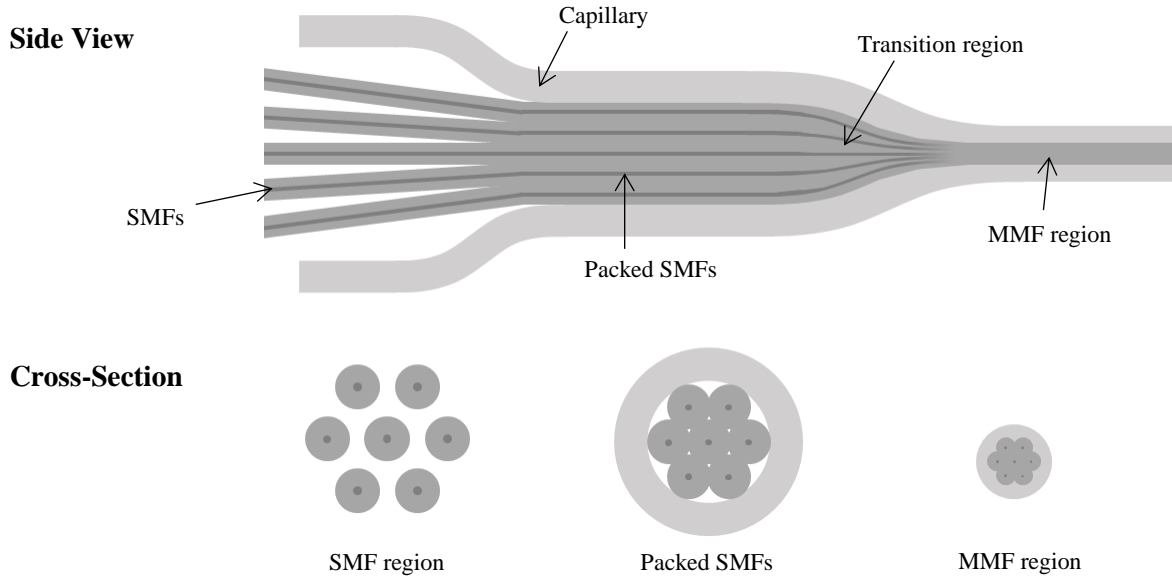 Side View
Capillary
Transition region
SMFs
Packed SMFs
MMF region
Cross-Section
SMF region
Packed SMFs
MMF region